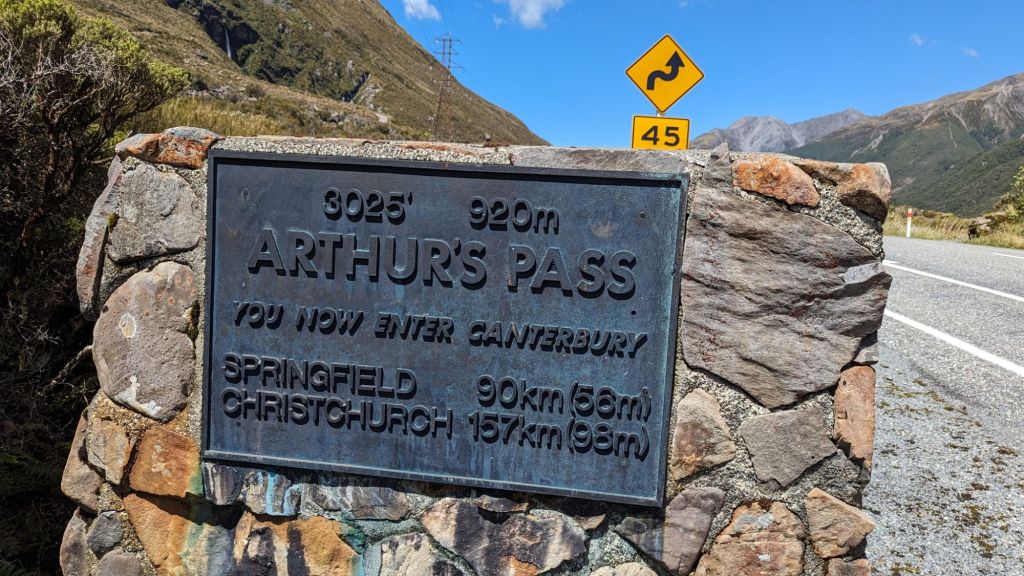 45
3025' 920m
ARTHUR'S PASS
YOU NOW ENTER CANTERBURY
SPRINGFIELD 90km (56m)
CHRISTCHURCH 157km (98m)